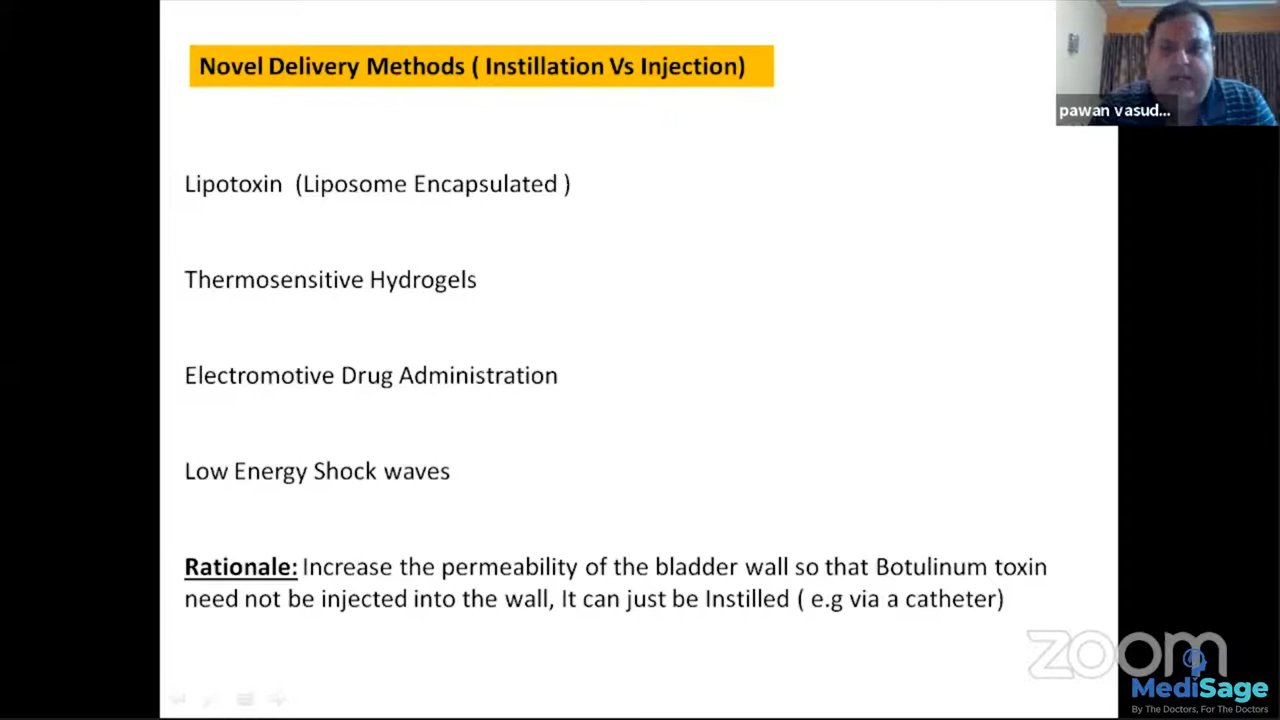 Novel Delivery Methods ( Instillation Vs Injection)
pawan vasud...
Lipotoxin (Liposome Encapsulated )
Thermosensitive Hydrogels
Electromotive Drug Administration
Low Energy Shock waves
Rationale: Increase the permeability of the bladder wall so that Botulinum toxin
need not be injected into the wall, It can just be Instilled ( e.g via a catheter)
zoom
MediSage
By The Doctors, For The Doctors